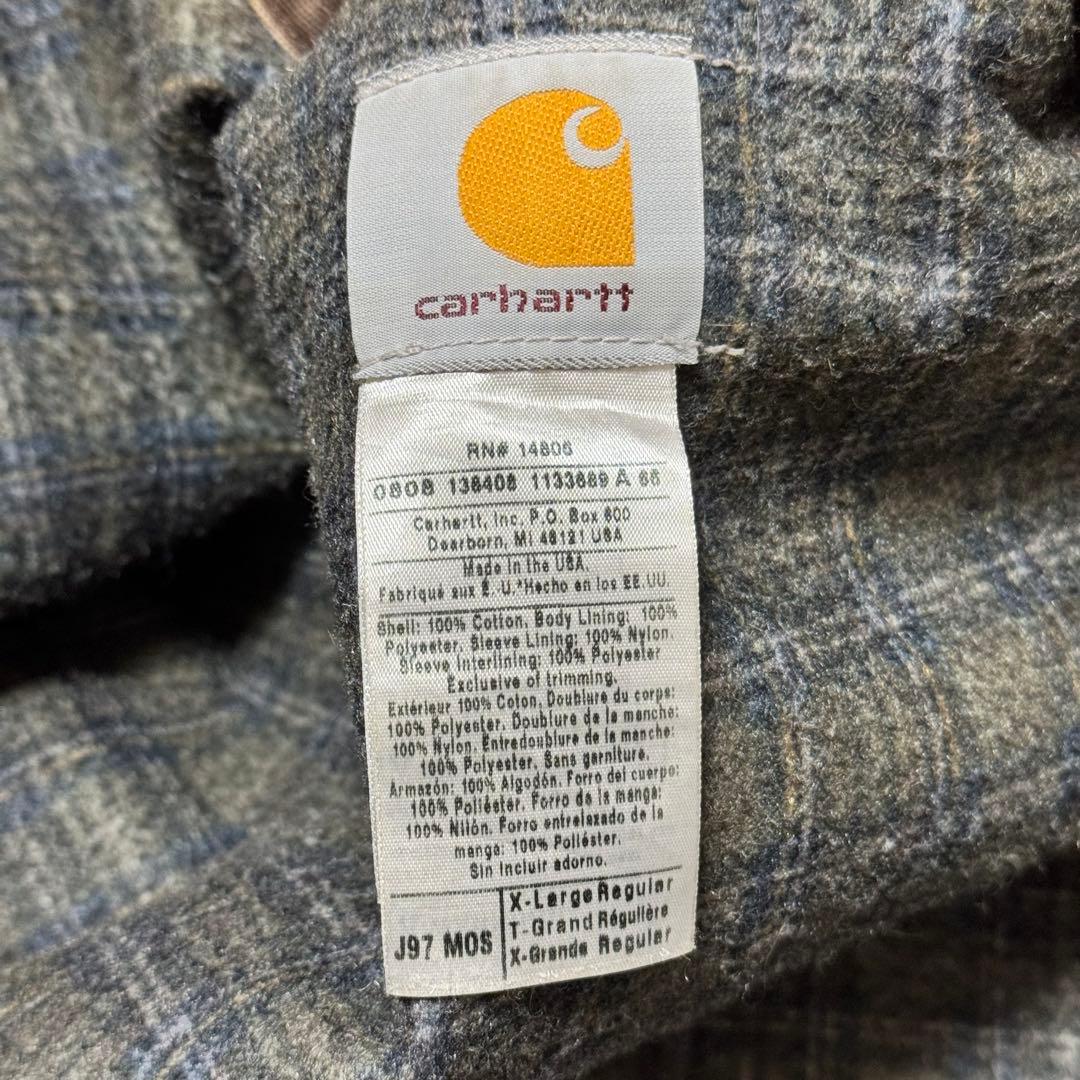 carhartt
RN# 14806
0808 138408 1133689 A 65
Carhartt, Inc. P.O. Box 600
Dearborn, MI 48121 USA
Made in the USA.
Fabriqué aux É.U.*Hecho en los EE.UU.
Shell: 100% Cotton. Body Lining: 100%
Polyester. Sleeve Lining: 100% Nylon.
Sleeve Interlining: 100% Polyester
Exclusive of trimming.
Extérieur 100% Coton. Doublure du corps:
100% Polyester. Doublure de la manche:
100% Nylon. Entredoublure de la manche:
100% Polyester. Sans garniture.
Armazón: 100% Algodón. Forro del cuerpo:
100% Poliéster. Forro de la manga:
100% Nilón. Forro entrelazado de la
manga: 100% Poliéster.
Sin incluir adorno.
J97 MOS
X-Large Regular
T-Grand Régulière
X-Grande Regular